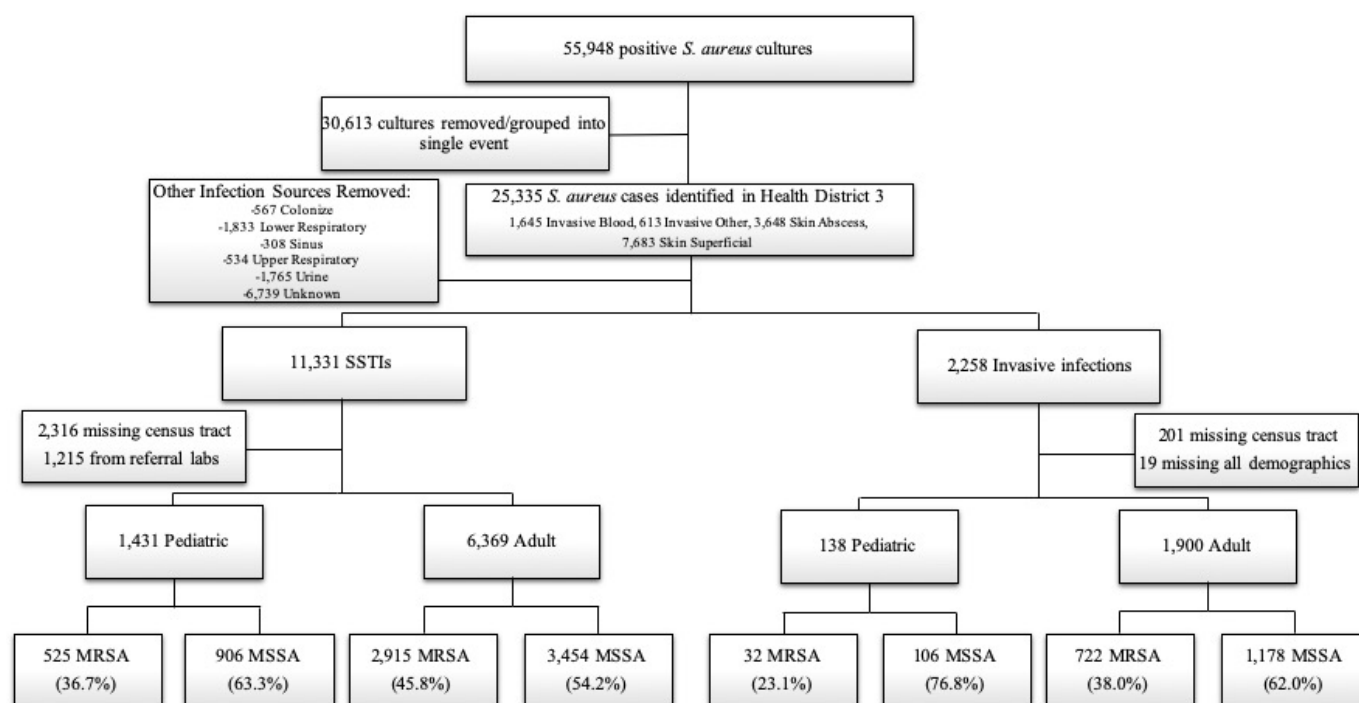 55,948 positive S. aureus cultures
30,613 cultures removed/grouped into
single event
Other Infection Sources Removed:
-567 Colonize
-1,833 Lower Respiratory
-308 Sinus
-534 Upper Respiratory
-1,765 Urine
-6,739 Unknown
25,335 S. aureus cases identified in Health District 3
1,645 Invasive Blood, 613 Invasive Other, 3,648 Skin Abscess,
7,683 Skin Superficial
11,331 SSTIs
2,258 Invasive infections
2,316 missing census tract
1,215 from referral labs
201 missing census tract
19 missing all demographics
1,431 Pediatric
6,369 Adult
138 Pediatric
1,900 Adult
525 MRSA
(36.7%)
906 MSSA
(63.3%)
2,915 MRSA
(45.8%)
3,454 MSSA
(54.2%)
32 MRSA
(23.1%)
106 MSSA
(76.8%)
722 MRSA
(38.0%)
1,178 MSSA
(62.0%)